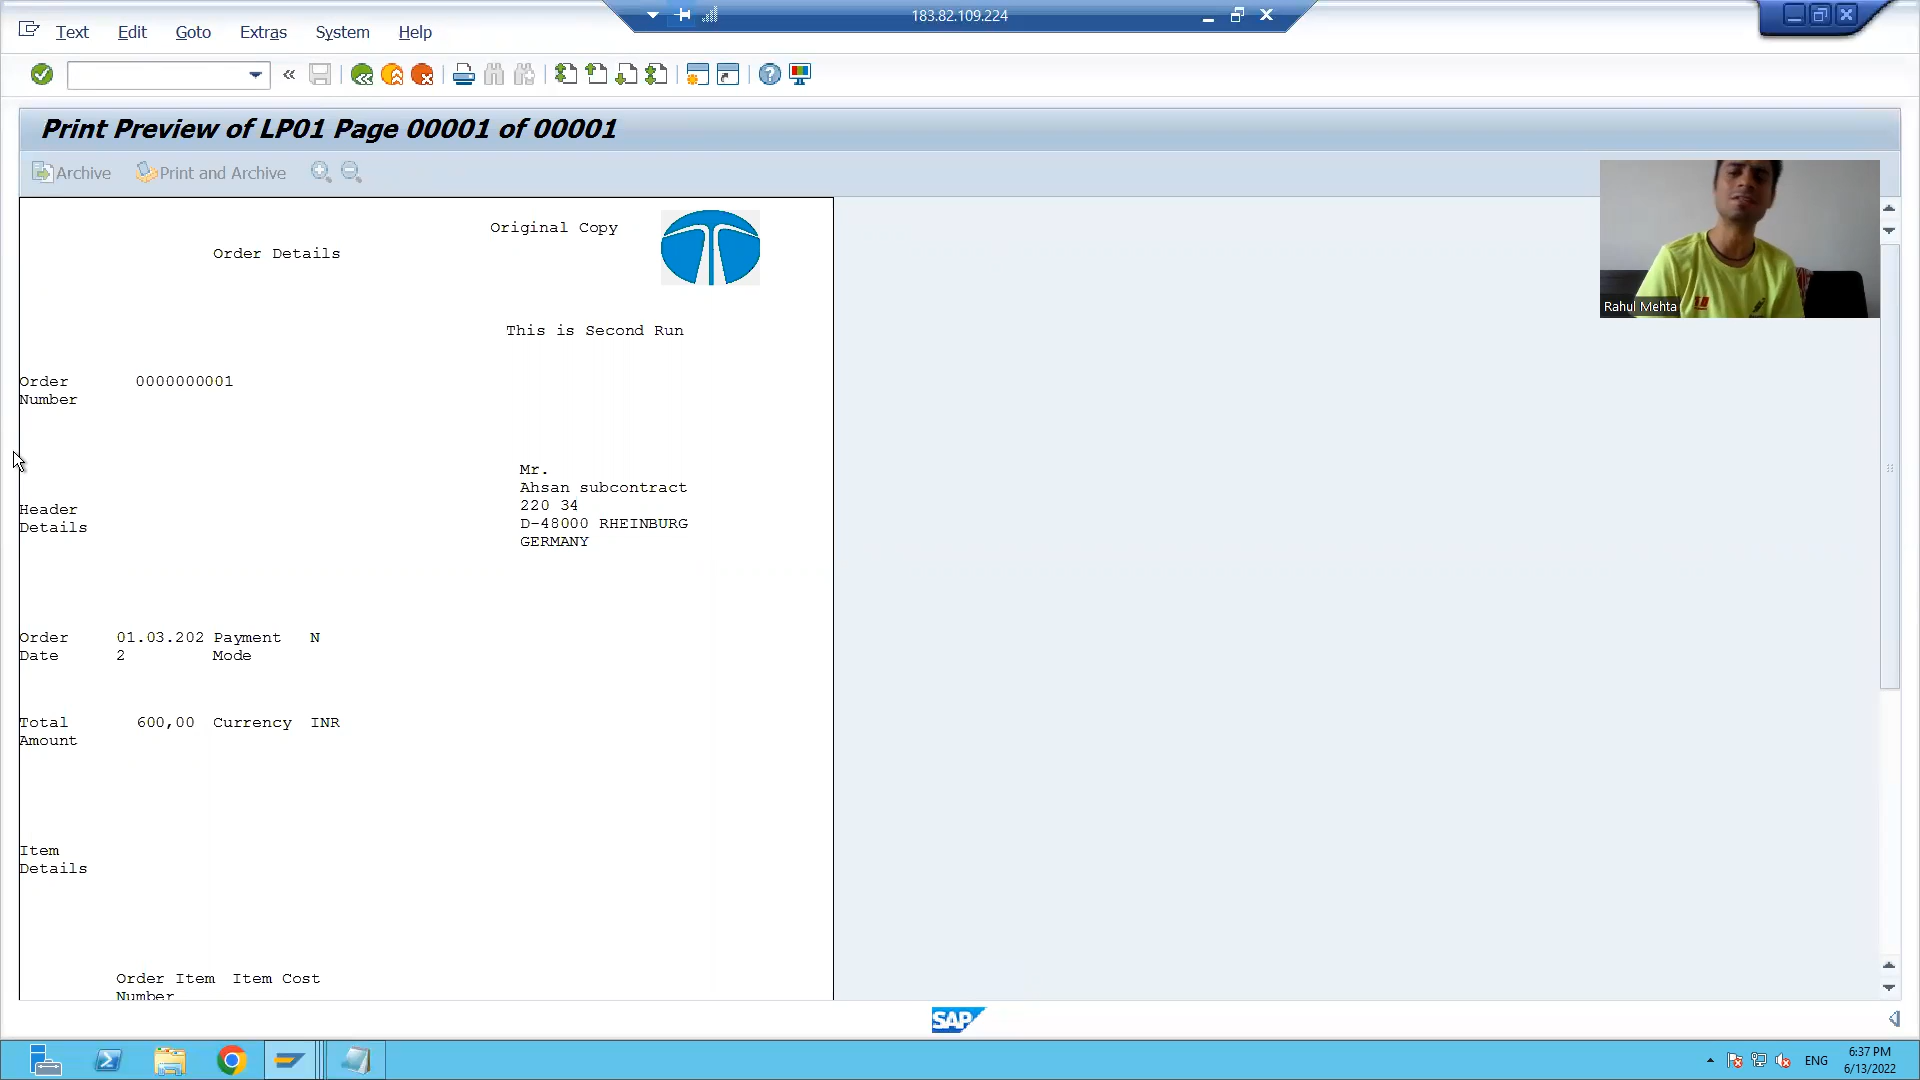 183.82.109.224
Text Edit Goto Extras System Help
Print Preview of LP01 Page 00001 of 00001
Archive Print and Archive
Original Copy
Order Details
This is Second Run
Order 0000000001
Number
Mr.
Ahsan subcontract
220 34
D-48000 RHEINBURG
GERMANY
Header
Details
Order 01.03.202 Payment N
Date 2 Mode
Total 600,00 Currency INR
Amount
Item
Details
Order Item Item Cost
Number
Rahul Mehta
SAP
ENG
6:37 PM
6/13/2022